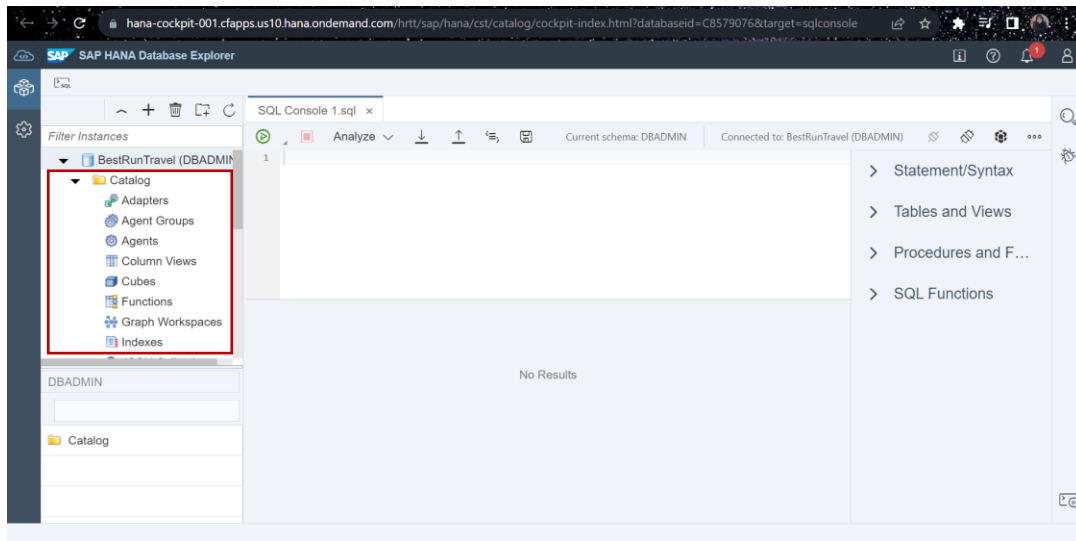 hana-cockpit-001.cfapps.us10.hana.ondemand.com/hrtt/sap/hana/cst/catalog/cockpit-index.html?databaseid=C8579076&target=sqlconsole
SAP SAP HANA Database Explorer
1
SQL
SQL Console 1.sql ×
Filter Instances
Analyze
Current schema: DBADMIN
Connected to: BestRunTravel (DBADMIN)
BestRunTravel (DBADMIN
Catalog
Adapters
Agent Groups
Agents
Column Views
Cubes
Functions
Graph Workspaces
Indexes
1
Statement/Syntax
Tables and Views
Procedures and F...
SQL Functions
No Results
DBADMIN
Catalog